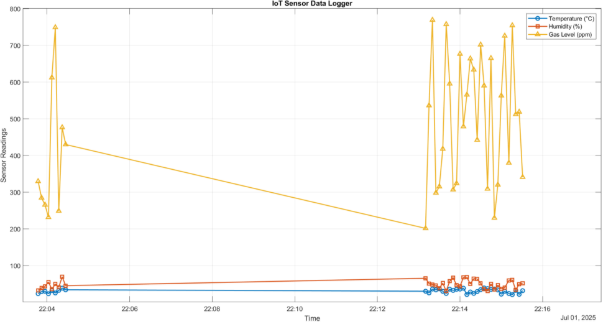 IoT Sensor Data Logger
Temperature (°C)
Humidity (%)
Gas Level (ppm)
800
700
600
500
400
300
200
100
Sensor Readings
22:04
22:06
22:08
22:10
22:12
22:14
22:16
Time
Jul 01, 2025